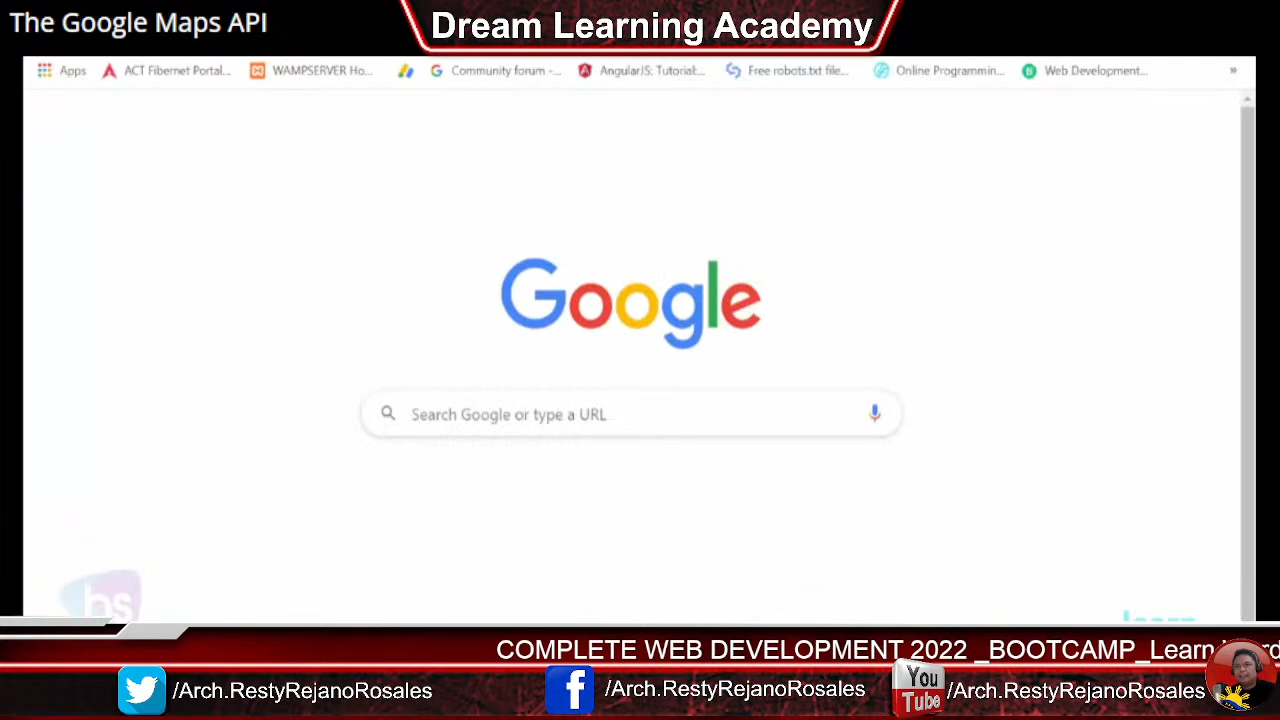 The Google Maps API
Dream Learning Academy
Apps ACT Fibernet Portal... WAMPSERVER Ho... Community forum -... AngularJS: Tutorial:... Free robots.txt file... Online Programmin... Web Development... »
Google
Search Google or type a URL
bs
learn
COMPLETE WEB DEVELOPMENT 2022 _BOOTCAMP_Learn
/Arch.RestyRejanoRosales /Arch.RestyRejanoRosales You Tube /Arch.RestyRejanoRosales